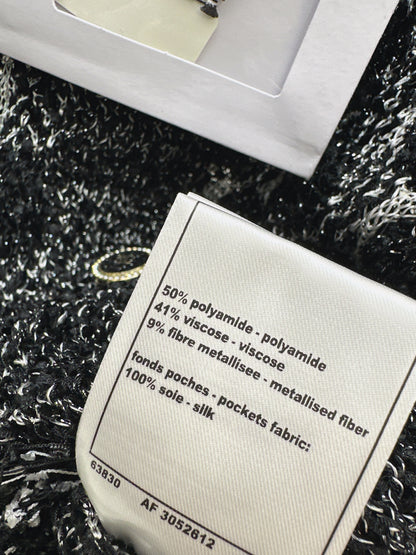 50% polyamide - polyamide
41% viscose - viscose
9% fibre metallisee - metallised fiber
fonds poches - pockets fabric:
100% soie - silk
63830
AF 3052612